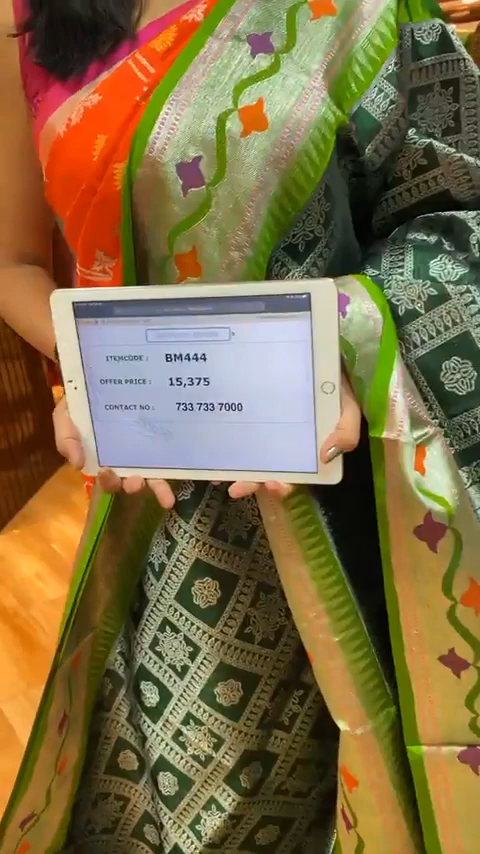 ITEMCODE : BM444
OFFER PRICE : 15,375
CONTACT NO : 733 733 7000